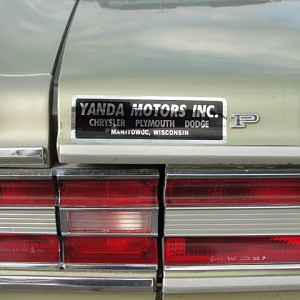 YANDA MOTORS INC.
CHRYSLER PLYMOUTH DODGE
MANITOWOC, WISCONSIN
P